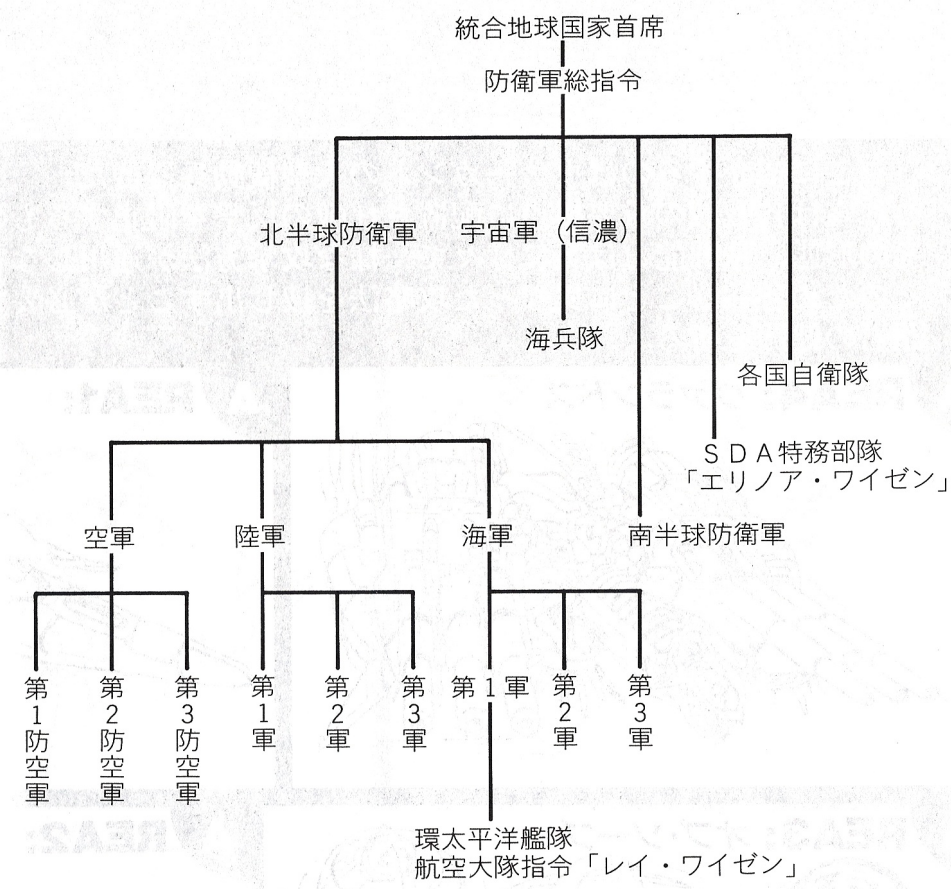 統合地球国家首席
防衛軍総指令
北半球防衛軍
宇宙軍（信濃）
海兵隊
各国自衛隊
ＳＤＡ特務部隊
「エリノア・ワイゼン」
空軍
陸軍
海軍
南半球防衛軍
第1防空軍
第2防空軍
第3防空軍
第1軍
第2軍
第3軍
第1軍
第2軍
第3軍
環太平洋艦隊
航空大隊指令「レイ・ワイゼン」